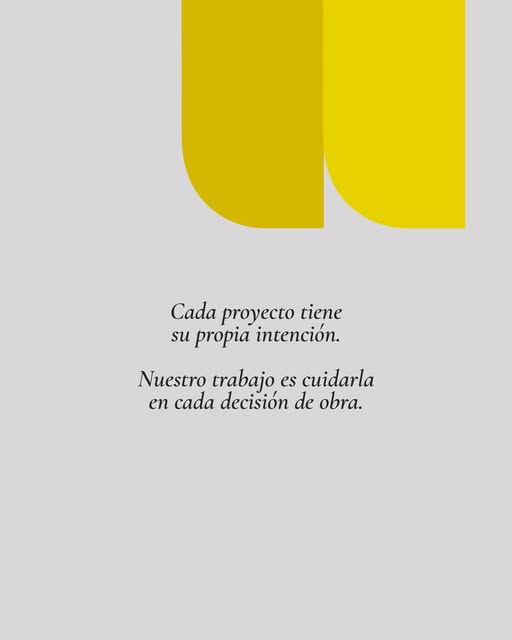 Cada proyecto tiene
su propia intención.
Nuestro trabajo es cuidarla
en cada decisión de obra.